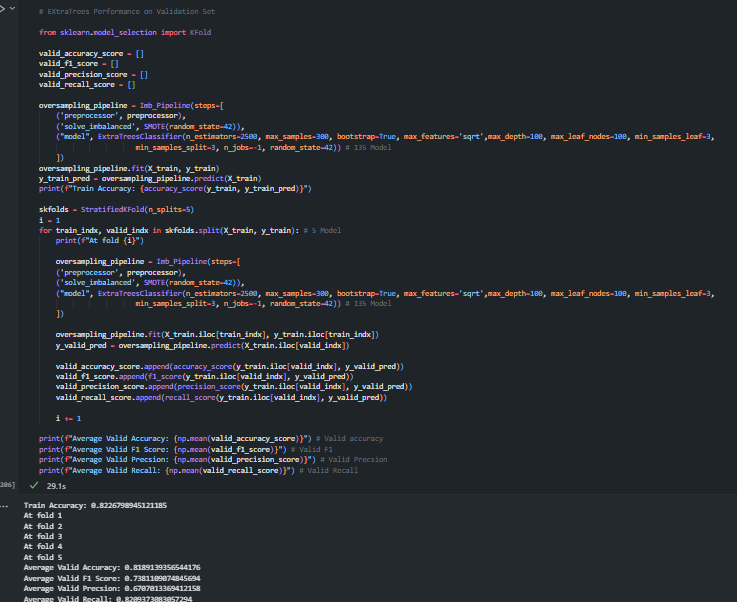 # EXtraTrees Performance on Validation Set
from sklearn.model_selection import KFold
valid_accuracy_score = []
valid_f1_score = []
valid_precision_score = []
valid_recall_score = []
oversampling_pipeline = Imb_Pipeline(steps=[
('preprocessor', preprocessor),
('solve_imbalanced', SMOTE(random_state=42)),
("model", ExtraTreesClassifier(n_estimators=2500, max_samples=300, bootstrap=True, max_features='sqrt',max_depth=100, max_leaf_nodes=100, min_samples_leaf=3,
min_samples_split=3, n_jobs=-1, random_state=42)) # 135 Model
])
oversampling_pipeline.fit(X_train, y_train)
y_train_pred = oversampling_pipeline.predict(X_train)
print(f"Train Accuracy: {accuracy_score(y_train, y_train_pred)}")
skfolds = StratifiedKFold(n_splits=5)
i = 1
for train_indx, valid_indx in skfolds.split(X_train, y_train): # 5 Model
print(f"At fold {i}")
oversampling_pipeline = Imb_Pipeline(steps=[
('preprocessor', preprocessor),
('solve_imbalanced', SMOTE(random_state=42)),
("model", ExtraTreesClassifier(n_estimators=2500, max_samples=300, bootstrap=True, max_features='sqrt',max_depth=100, max_leaf_nodes=100, min_samples_leaf=3,
min_samples_split=3, n_jobs=-1, random_state=42)) # 135 Model
])
oversampling_pipeline.fit(X_train.iloc[train_indx], y_train.iloc[train_indx])
y_valid_pred = oversampling_pipeline.predict(X_train.iloc[valid_indx])
valid_accuracy_score.append(accuracy_score(y_train.iloc[valid_indx], y_valid_pred))
valid_f1_score.append(f1_score(y_train.iloc[valid_indx], y_valid_pred))
valid_precision_score.append(precision_score(y_train.iloc[valid_indx], y_valid_pred))
valid_recall_score.append(recall_score(y_train.iloc[valid_indx], y_valid_pred))
i += 1
print(f"Average Valid Accuracy: {np.mean(valid_accuracy_score)}") # Valid accuracy
print(f"Average Valid F1 Score: {np.mean(valid_f1_score)}") # Valid F1
print(f"Average Valid Precsion: {np.mean(valid_precision_score)}") # Valid Precsion
print(f"Average Valid Recall: {np.mean(valid_recall_score)}") # Valid Recall
206]
29.1s
... Train Accuracy: 0.8226798945121185
At fold 1
At fold 2
At fold 3
At fold 4
At fold 5
Average Valid Accuracy: 0.8189139356544176
Average Valid F1 Score: 0.7381109074845694
Average Valid Precsion: 0.6707013369412158
Average Valid Recall: 0.8209373083057294